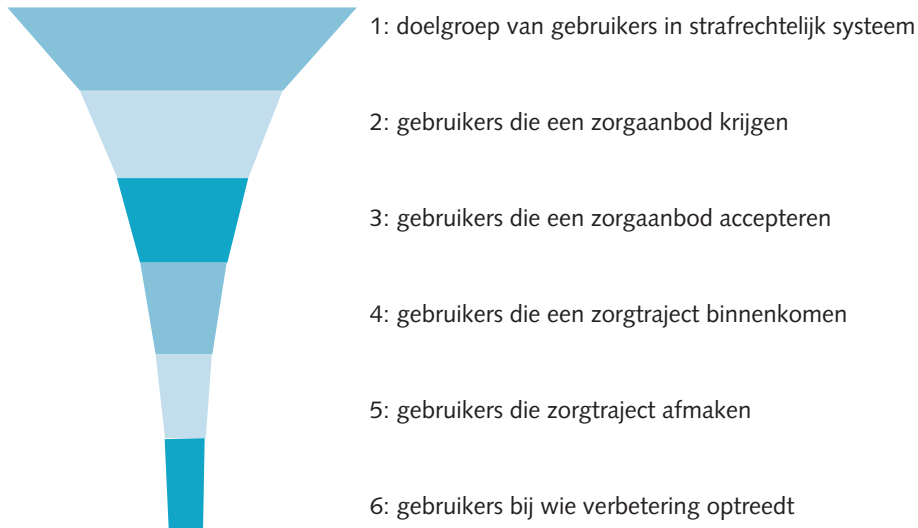 1: doelgroep van gebruikers in strafrechtelijk systeem
2: gebruikers die een zorgaanbod krijgen
3: gebruikers die een zorgaanbod accepteren
4: gebruikers die een zorgtraject binnenkomen
5: gebruikers die zorgtraject afmaken
6: gebruikers bij wie verbetering optreedt